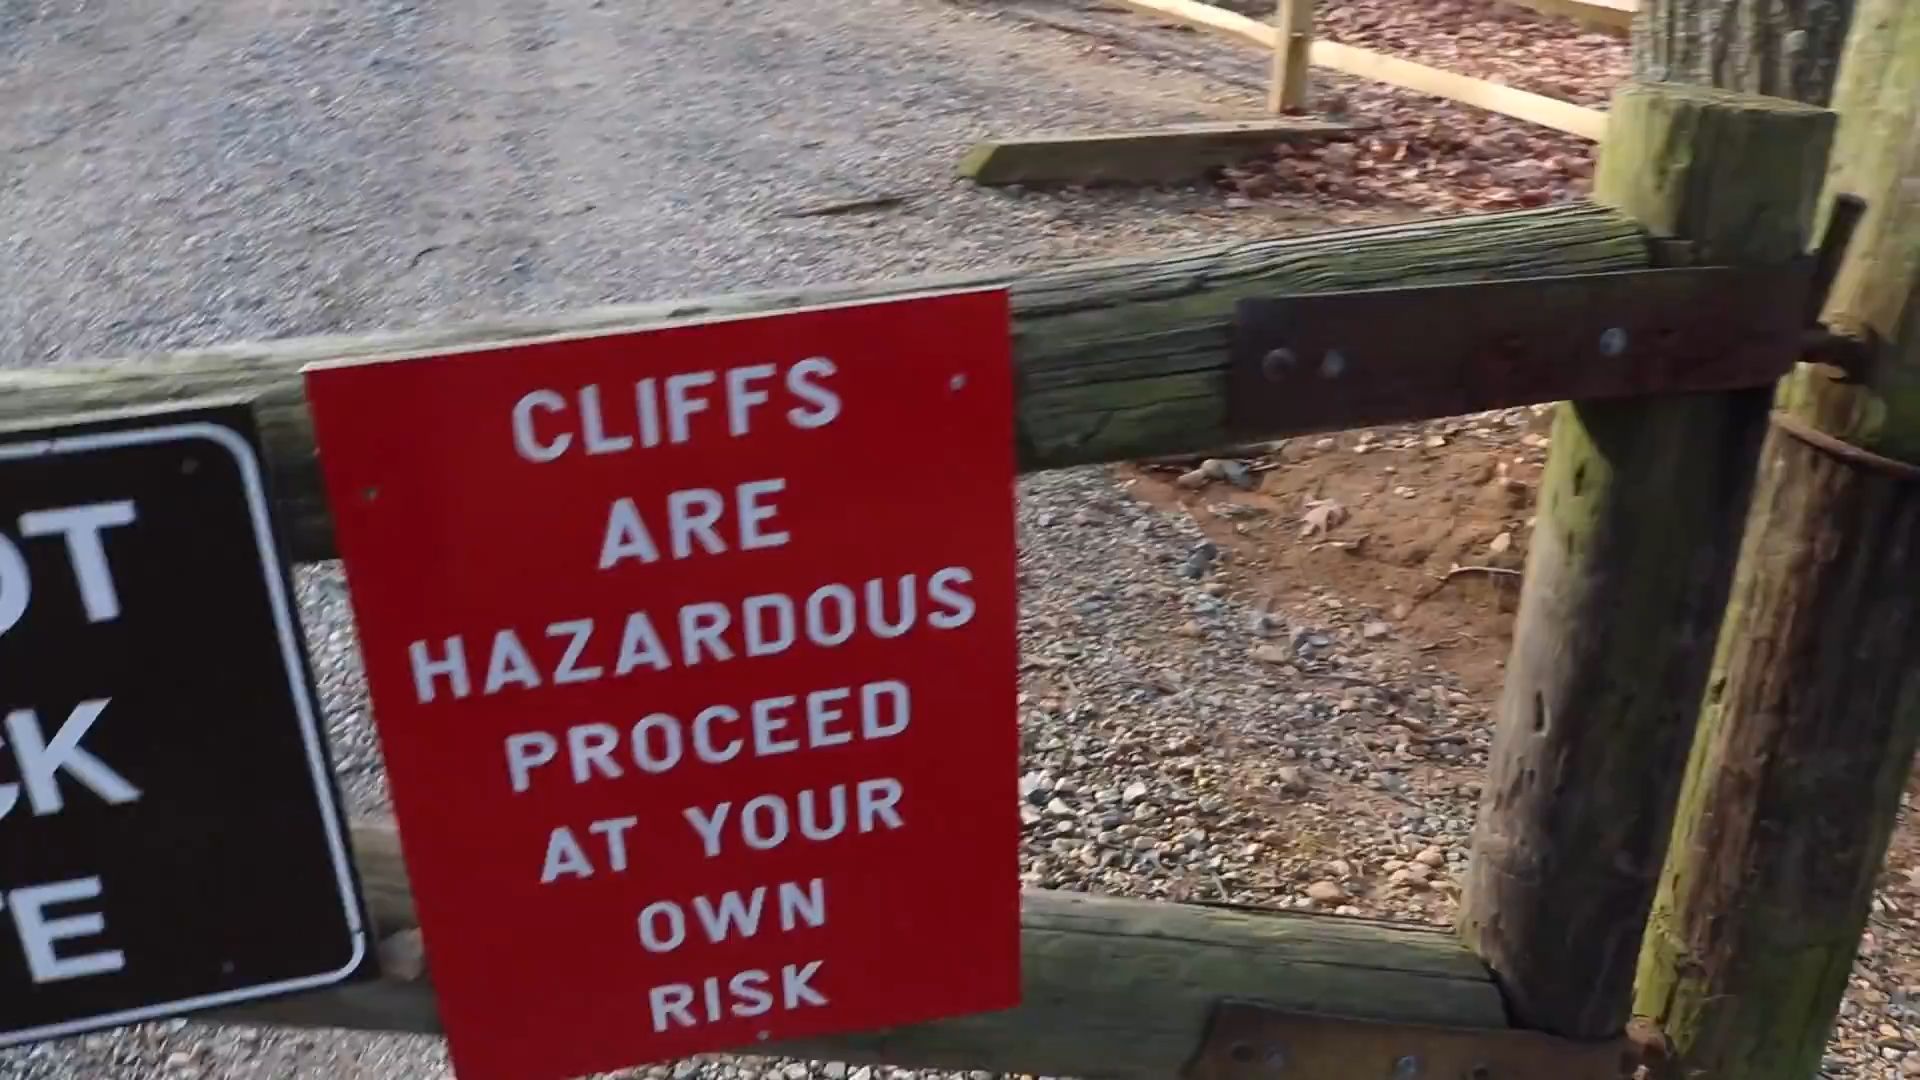 CLIFFS
ARE
HAZARDOUS
PROCEED
AT YOUR
OWN
RISK